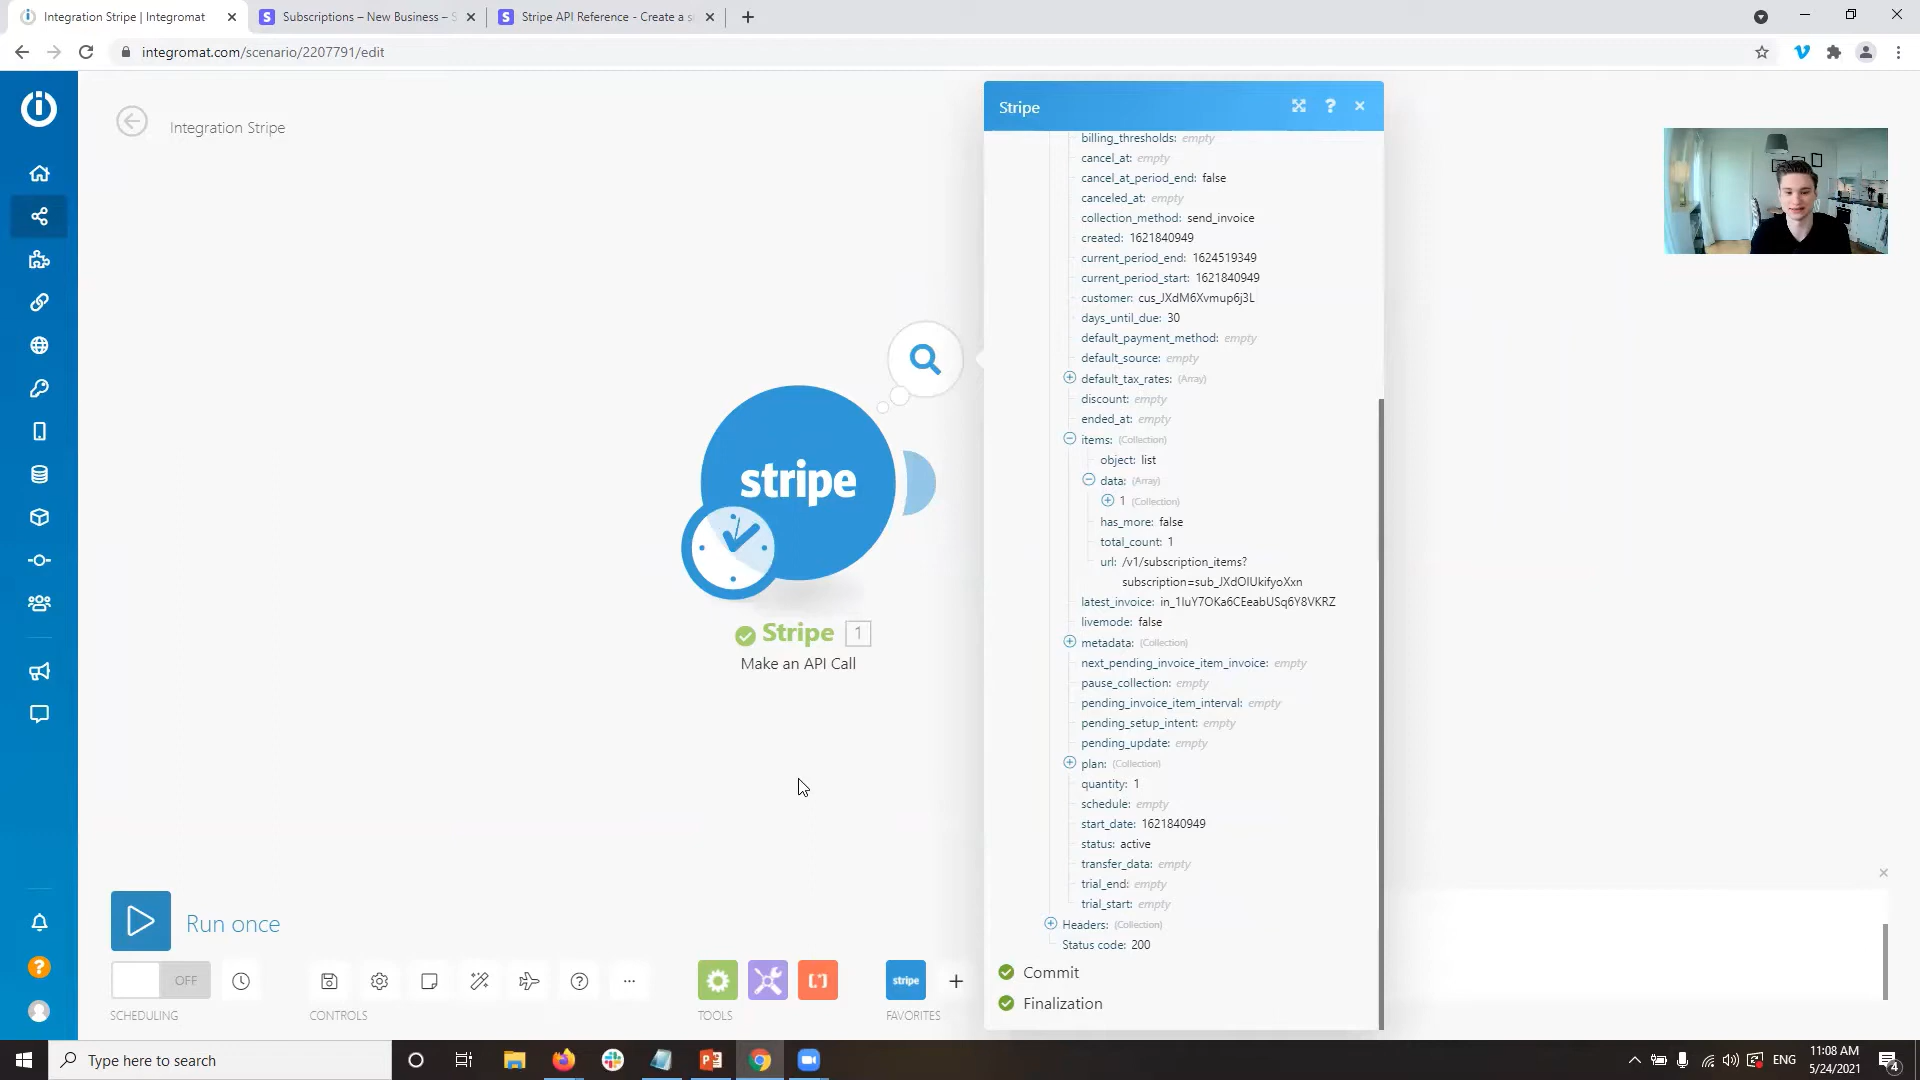 Integration Stripe | Integromat
Subscriptions – New Business – S
Stripe API Reference - Create a s
integromat.com/scenario/2207791/edit
Integration Stripe
stripe
Stripe 1
Make an API Call
Stripe
billing_thresholds: empty
cancel_at: empty
cancel_at_period_end: false
canceled_at: empty
collection_method: send_invoice
created: 1621840949
current_period_end: 1624519349
current_period_start: 1621840949
customer: cus_JXdM6Xvmup6j3L
days_until_due: 30
default_payment_method: empty
default_source: empty
default_tax_rates: (Array)
discount: empty
ended_at: empty
items: (Collection)
object: list
data: (Array)
1 (Collection)
has_more: false
total_count: 1
url: /v1/subscription_items?
subscription=sub_JXdOIUkifyoXxn
latest_invoice: in_1IuY7OKa6CEeabUSq6Y8VKRZ
livemode: false
metadata: (Collection)
next_pending_invoice_item_invoice: empty
pause_collection: empty
pending_invoice_item_interval: empty
pending_setup_intent: empty
pending_update: empty
plan: (Collection)
quantity: 1
schedule: empty
start_date: 1621840949
status: active
transfer_data: empty
trial_end: empty
trial_start: empty
Headers: (Collection)
Status code: 200
Commit
Finalization
Run once
OFF
SCHEDULING
CONTROLS
TOOLS
stripe
FAVORITES
Type here to search
ENG
11:08 AM
5/24/2021
4